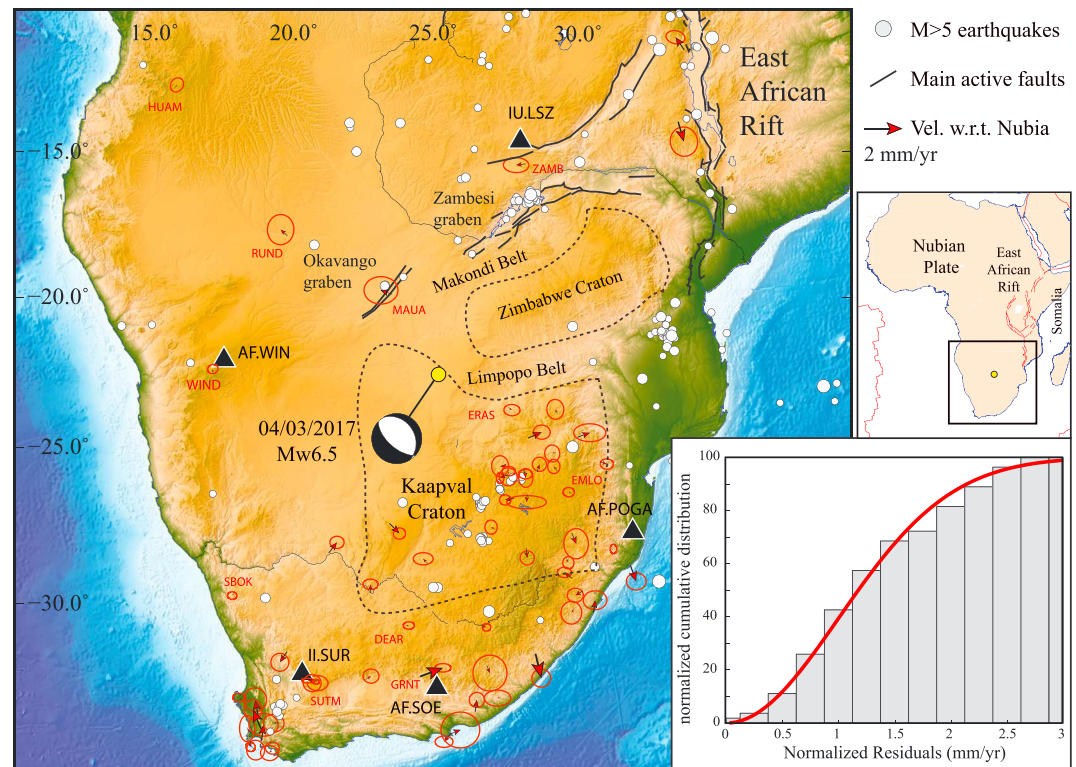 15.0°
20.0°
25.0°
30.0°
East
African
Rift
HUAM
IU.LSZ
−15.0°
ZAMB
Zambesi
graben
RUND
Okavango
graben
Makondi Belt
Zimbabwe Craton
−20.0°
MAUA
AF.WIN
WIND
Limpopo Belt
ERAS
04/03/2017
Mw6.5
−25.0°
EMLO
Kaapval
Craton
AF.POGA
SBOK
−30.0°
DEAR
II.SUR
GRNT
SUTM
AF.SOE
M>5 earthquakes
Main active faults
Vel. w.r.t. Nubia
2 mm/yr
Nubian
Plate
East
African
Rift
Somalia
normalized cumulative distribution
100
80
60
40
20
0
0
0.5
1
1.5
2
2.5
3
Normalized Residuals (mm/yr)